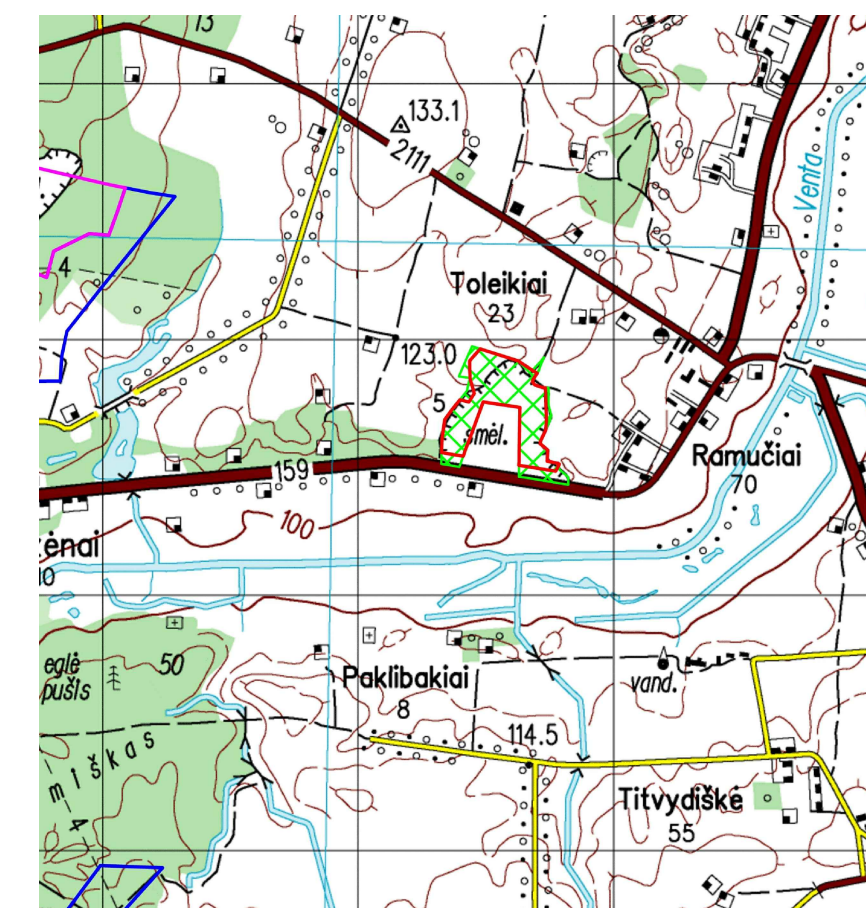 13
133.1
2111
Venta
4
Toleikiai
23
123.0
5
smėl.
159
Ramučiai
70
100
ėnai
10
eglė
pušis
50
Paklibakiai
8
vand.
114.5
miškas
4
Titvydiškė
55